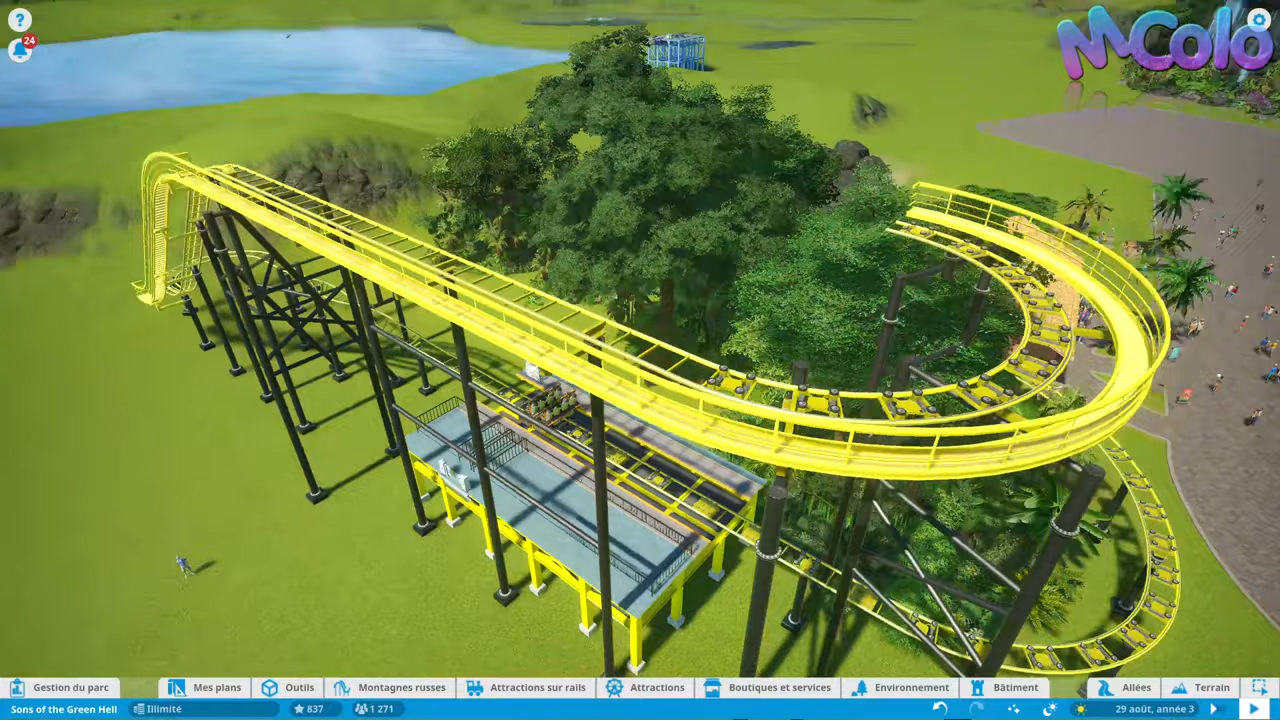 ?
24
MColo
Gestion du parc
Mes plans
Outils
Montagnes russes
Attractions sur rails
Attractions
Boutiques et services
Environnement
Bâtiment
Allées
Terrain
Sons of the Green Hell
Illimité
837
1 271
29 août, année 3